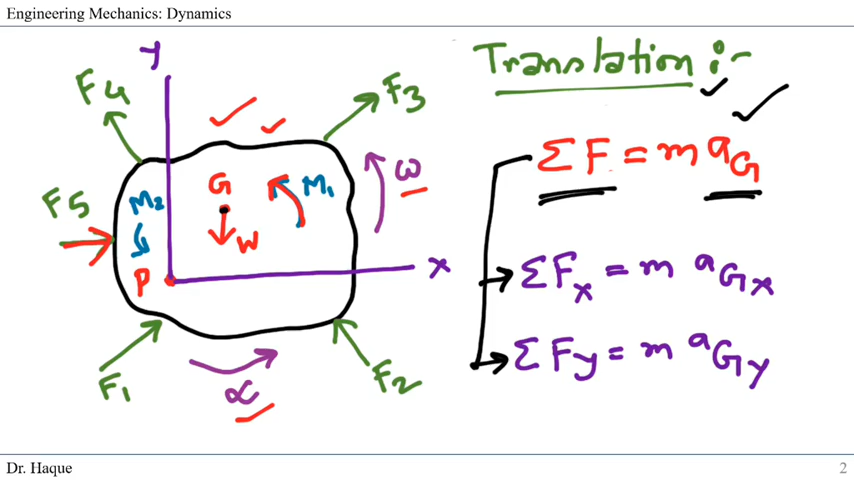 Engineering Mechanics: Dynamics
Y
F4
F3
Translation :-
G
M1
ω
ΣF = m aG
M2
F5
W
P
x
ΣFx = m aGx
F1
α
F2
ΣFy = m aGy
Dr. Haque
2